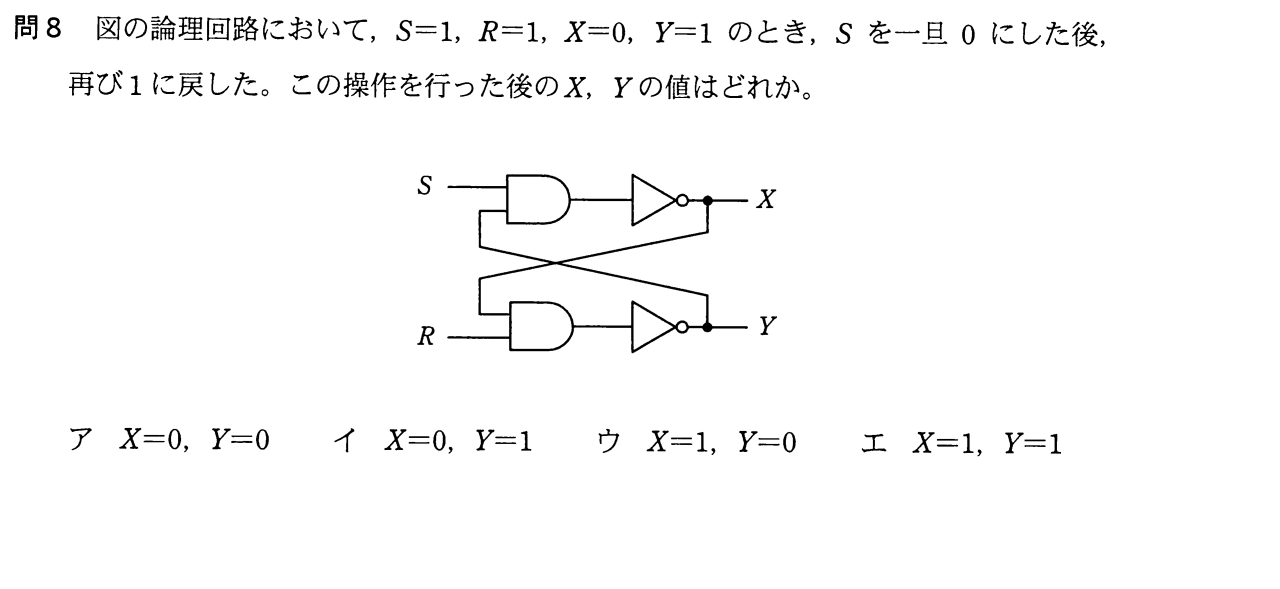 問8 図の論理回路において，S=1，R=1，X=0，Y=1 のとき，S を一旦 0 にした後，
再び1に戻した。この操作を行った後のX，Yの値はどれか。
S
X
R
Y
ア X=0，Y=0 イ X=0，Y=1 ウ X=1，Y=0 エ X=1，Y=1